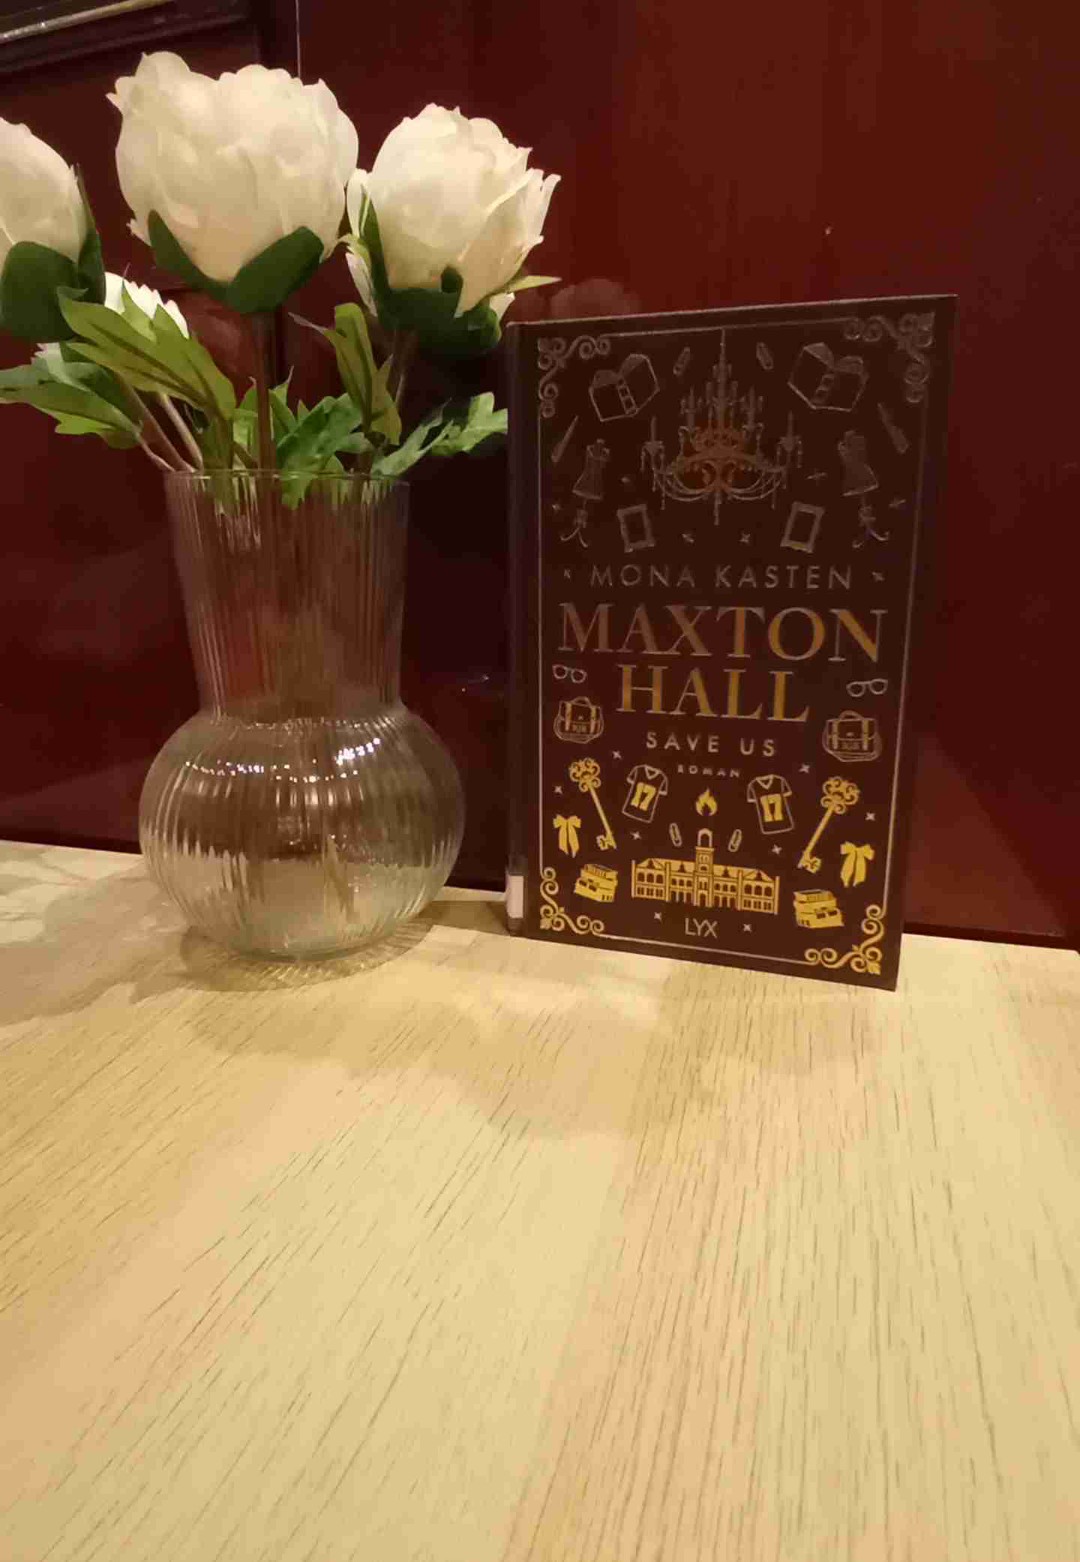 MONA KASTEN
MAXTON
HALL
SAVE US
ROMAN
17 17
LYX